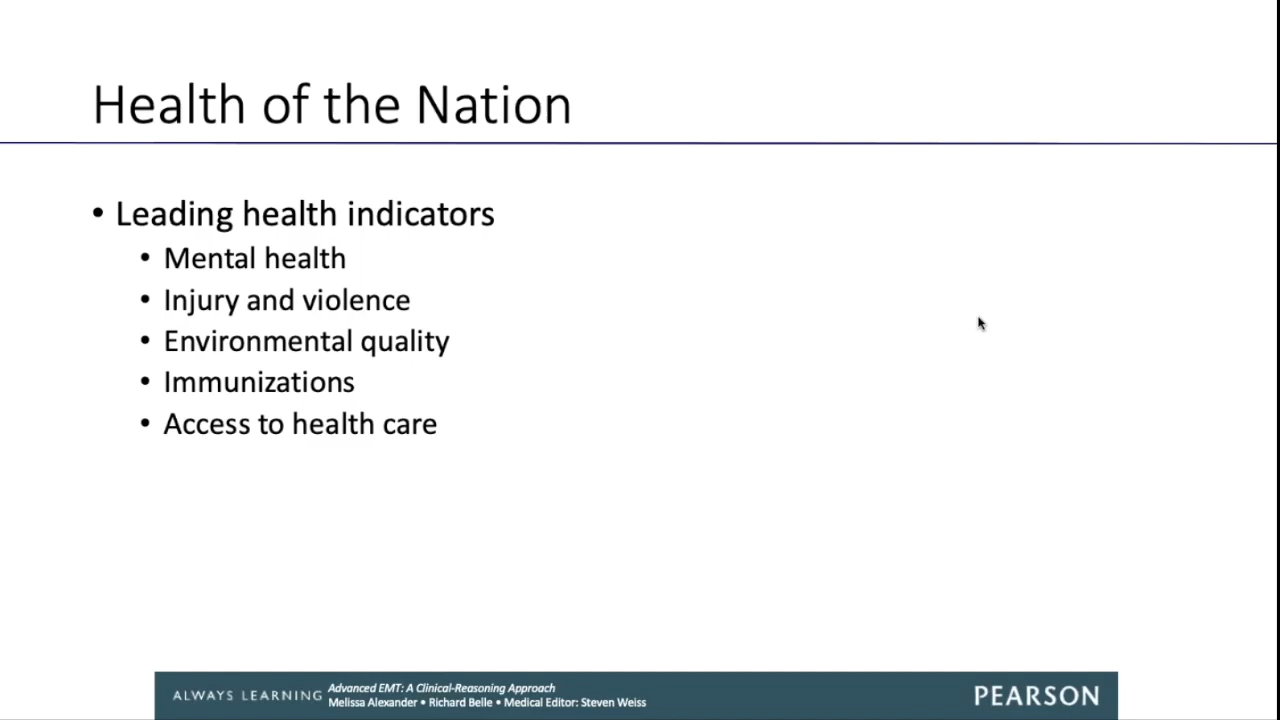 Health of the Nation
• Leading health indicators
• Mental health
• Injury and violence
• Environmental quality
• Immunizations
• Access to health care
ALWAYS LEARNING
Advanced EMT: A Clinical-Reasoning Approach
Melissa Alexander • Richard Belle • Medical Editor: Steven Weiss
PEARSON